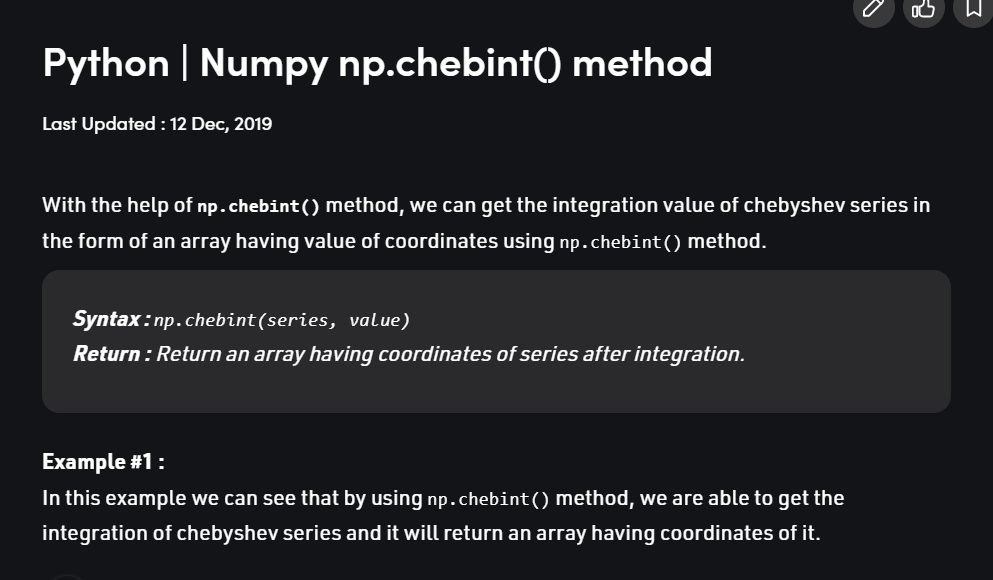 Python | Numpy np.chebint() method
Last Updated : 12 Dec, 2019
With the help of np.chebint() method, we can get the integration value of chebyshev series in
the form of an array having value of coordinates using np.chebint() method.
Syntax : np.chebint(series, value)
Return : Return an array having coordinates of series after integration.
Example #1 :
In this example we can see that by using np.chebint() method, we are able to get the
integration of chebyshev series and it will return an array having coordinates of it.